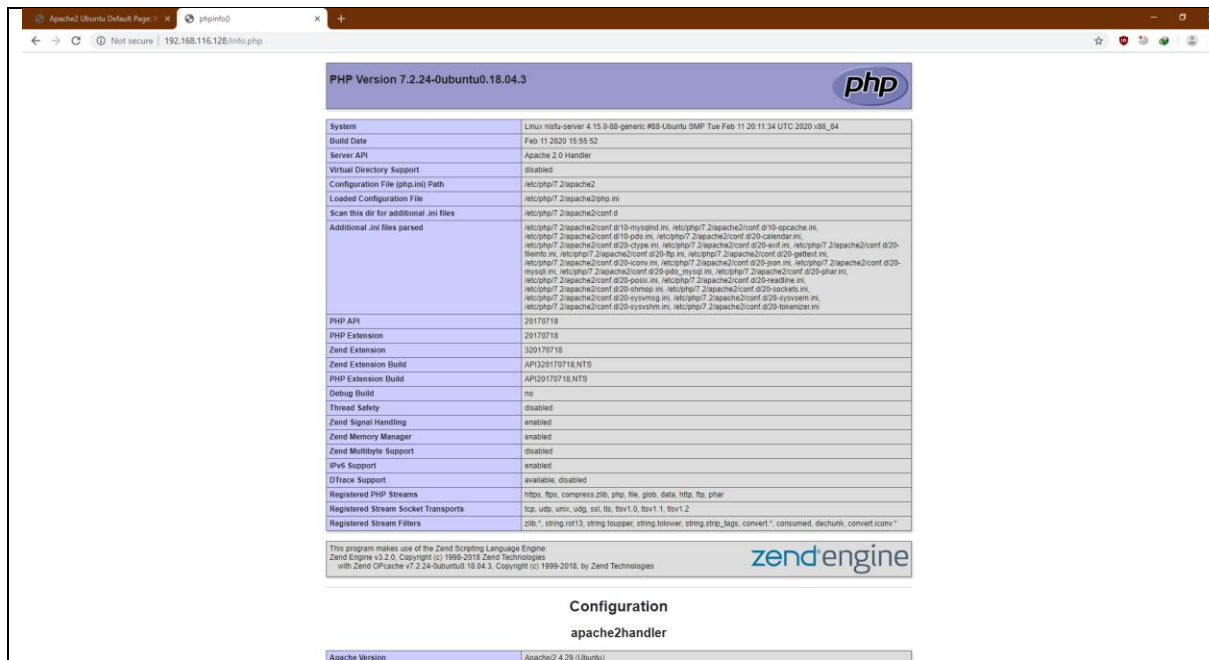 Apache2 Ubuntu Default Page: It
phpinfo()
Not secure | 192.168.116.128/info.php
PHP Version 7.2.24-0ubuntu0.18.04.3
php
System Linux nisfu-server 4.15.0-88-generic #88-Ubuntu SMP Tue Feb 11 20:11:34 UTC 2020 x86_64
Build Date Feb 11 2020 15:55:52
Server API Apache 2.0 Handler
Virtual Directory Support disabled
Configuration File (php.ini) Path /etc/php/7.2/apache2
Loaded Configuration File /etc/php/7.2/apache2/php.ini
Scan this dir for additional .ini files /etc/php/7.2/apache2/conf.d
Additional .ini files parsed /etc/php/7.2/apache2/conf.d/10-mysqlnd.ini, /etc/php/7.2/apache2/conf.d/10-opcache.ini,
/etc/php/7.2/apache2/conf.d/10-pdo.ini, /etc/php/7.2/apache2/conf.d/20-calendar.ini,
/etc/php/7.2/apache2/conf.d/20-ctype.ini, /etc/php/7.2/apache2/conf.d/20-exif.ini, /etc/php/7.2/apache2/conf.d/20-
fileinfo.ini, /etc/php/7.2/apache2/conf.d/20-ftp.ini, /etc/php/7.2/apache2/conf.d/20-gettext.ini,
/etc/php/7.2/apache2/conf.d/20-iconv.ini, /etc/php/7.2/apache2/conf.d/20-json.ini, /etc/php/7.2/apache2/conf.d/20-
mysqli.ini, /etc/php/7.2/apache2/conf.d/20-pdo_mysql.ini, /etc/php/7.2/apache2/conf.d/20-phar.ini,
/etc/php/7.2/apache2/conf.d/20-posix.ini, /etc/php/7.2/apache2/conf.d/20-readline.ini,
/etc/php/7.2/apache2/conf.d/20-shmop.ini, /etc/php/7.2/apache2/conf.d/20-sockets.ini,
/etc/php/7.2/apache2/conf.d/20-sysvmsg.ini, /etc/php/7.2/apache2/conf.d/20-sysvsem.ini,
/etc/php/7.2/apache2/conf.d/20-sysvshm.ini, /etc/php/7.2/apache2/conf.d/20-tokenizer.ini
PHP API 20170718
PHP Extension 20170718
Zend Extension 320170718
Zend Extension Build API320170718,NTS
PHP Extension Build API20170718,NTS
Debug Build no
Thread Safety disabled
Zend Signal Handling enabled
Zend Memory Manager enabled
Zend Multibyte Support disabled
IPv6 Support enabled
DTrace Support available, disabled
Registered PHP Streams https, ftps, compress.zlib, php, file, glob, data, http, ftp, phar
Registered Stream Socket Transports tcp, udp, unix, udg, ssl, tls, tlsv1.0, tlsv1.1, tlsv1.2
Registered Stream Filters zlib.*, string.rot13, string.toupper, string.tolower, string.strip_tags, convert.*, consumed, dechunk, convert.iconv.*
This program makes use of the Zend Scripting Language Engine:
Zend Engine v3.2.0, Copyright (c) 1998-2018 Zend Technologies
with Zend OPcache v7.2.24-0ubuntu0.18.04.3, Copyright (c) 1999-2018, by Zend Technologies
zend engine
Configuration
apache2handler
Apache Version Apache/2.4.29 (Ubuntu)